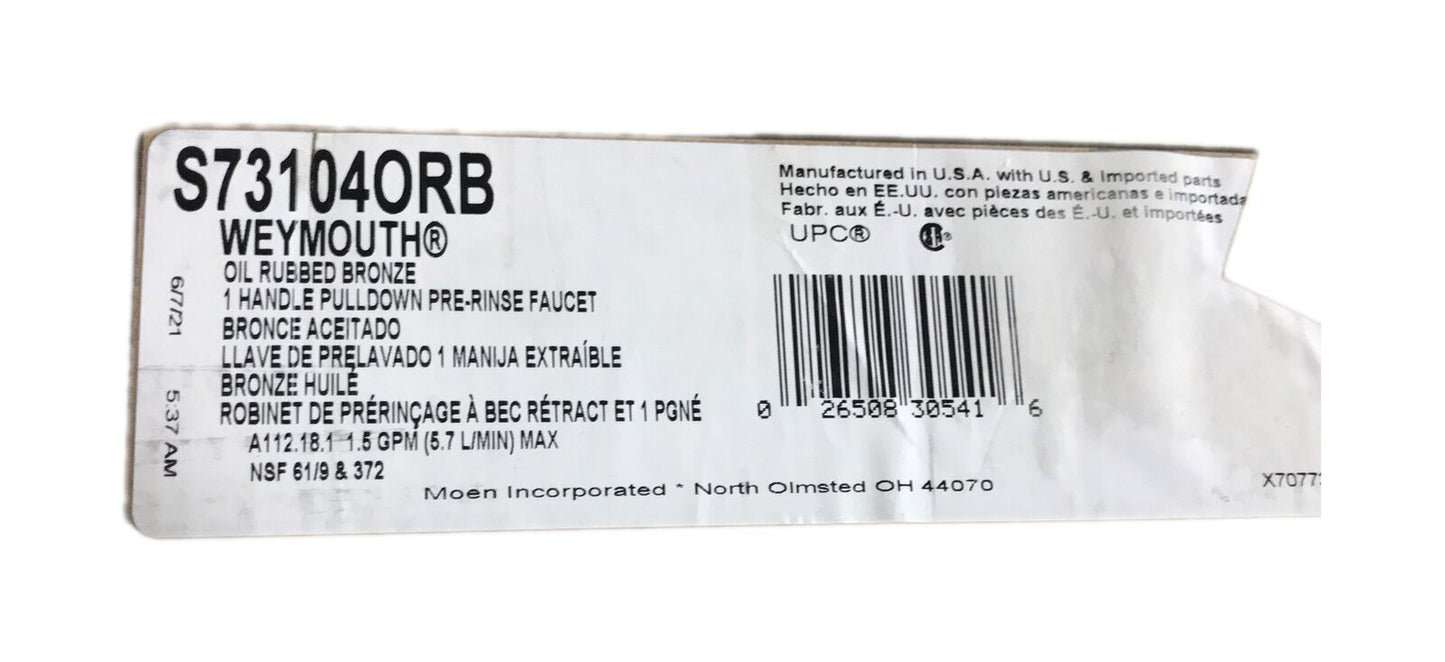 S73104ORB
WEYMOUTH®
OIL RUBBED BRONZE
1 HANDLE PULLDOWN PRE-RINSE FAUCET
BRONCE ACEITADO
LLAVE DE PRELAVADO 1 MANIJA EXTRAÍBLE
BRONZE HUILÉ
ROBINET DE PRÉRINÇAGE À BEC RÉTRACT ET 1 PGNÉ
A112.18.1 1.5 GPM (5.7 L/MIN) MAX
NSF 61/9 & 372
6/7/21
5:37 AM
Manufactured in U.S.A. with U.S. & Imported parts
Hecho en EE.UU. con piezas americanas e importada
Fabr. aux É.-U. avec pièces des É.-U. et importées
UPC®
0 26508 30541 6
Moen Incorporated * North Olmsted OH 44070
X7077